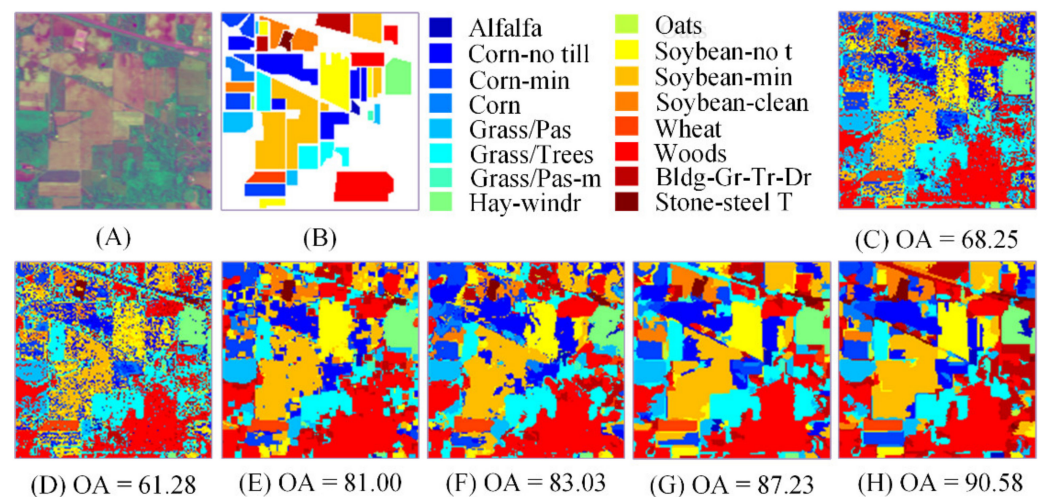 Alfalfa
Corn-no till
Corn-min
Corn
Grass/Pas
Grass/Trees
Grass/Pas-m
Hay-windr
Oats
Soybean-no t
Soybean-min
Soybean-clean
Wheat
Woods
Bldg-Gr-Tr-Dr
Stone-steel T
(A)
(B)
(C) OA = 68.25
(D) OA = 61.28
(E) OA = 81.00
(F) OA = 83.03
(G) OA = 87.23
(H) OA = 90.58